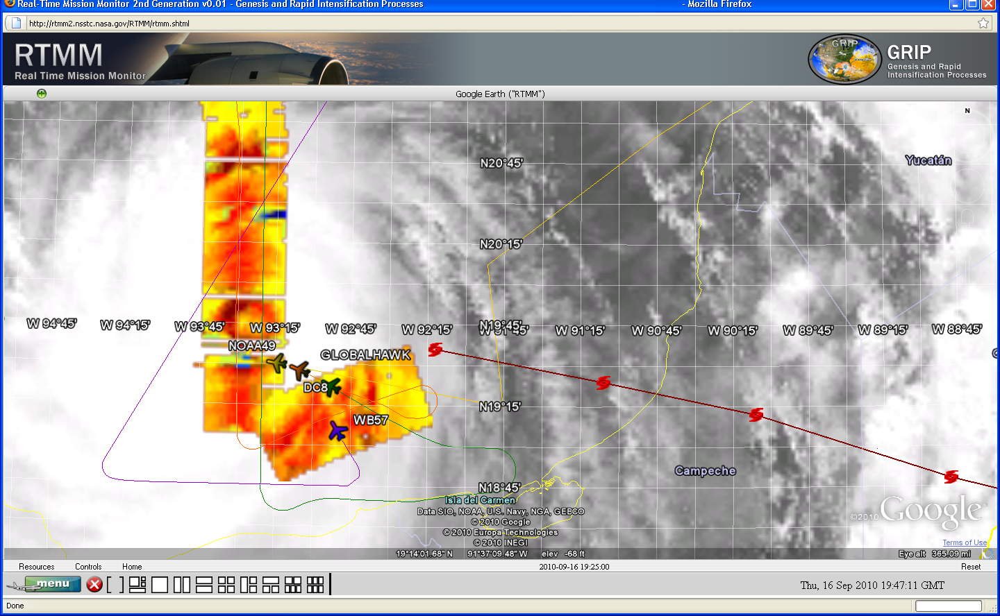 Real-Time Mission Monitor 2nd Generation v0.01 - Genesis and Rapid Intensification Processes - Mozilla Firefox
http://rtmm2.nsstc.nasa.gov/RTMM/rtmm.shtml
RTMM
Real Time Mission Monitor
GRIP
GRIP
Genesis and Rapid
Intensification Processes
Google Earth ("RTMM")
N
Yucatán
N20°45'
N20°15'
N19°45'
W 94°45' W 94°15' W 93°45' W 93°15' W 92°45' W 92°15' W 91°45' W 91°15' W 90°45' W 90°15' W 89°45' W 89°15' W 88°45'
NOAA49
GLOBALHAWK
DC8
N19°15'
WB57
Campeche
N18°45'
Isla del Carmen
Data SIO, NOAA, U.S. Navy, NGA, GEBCO
© 2010 Google
© 2010 Europa Technologies
© 2010 INEGI
©2010 Google
Terms of Use
19°14'01.68" N 91°37'09.48" W elev -68 ft
Eye alt 365.09 mi
Resources Controls Home 2010-09-16 19:25:00 Reset
menu
Thu, 16 Sep 2010 19:47:11 GMT
Done